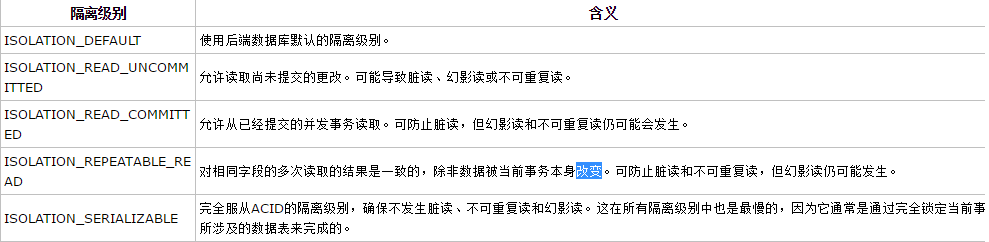 隔离级别 含义
ISOLATION_DEFAULT 使用后端数据库默认的隔离级别。
ISOLATION_READ_UNCOMM
ITTED
允许读取尚未提交的更改。可能导致脏读、幻影读或不可重复读。
ISOLATION_READ_COMMITT
ED
允许从已经提交的并发事务读取。可防止脏读，但幻影读和不可重复读仍可能会发生。
ISOLATION_REPEATABLE_RE
AD
对相同字段的多次读取的结果是一致的，除非数据被当前事务本身改变。可防止脏读和不可重复读，但幻影读仍可能发生。
ISOLATION_SERIALIZABLE
完全服从ACID的隔离级别，确保不发生脏读、不可重复读和幻影读。这在所有隔离级别中也是最慢的，因为它通常是通过完全锁定当前事
所涉及的数据表来完成的。